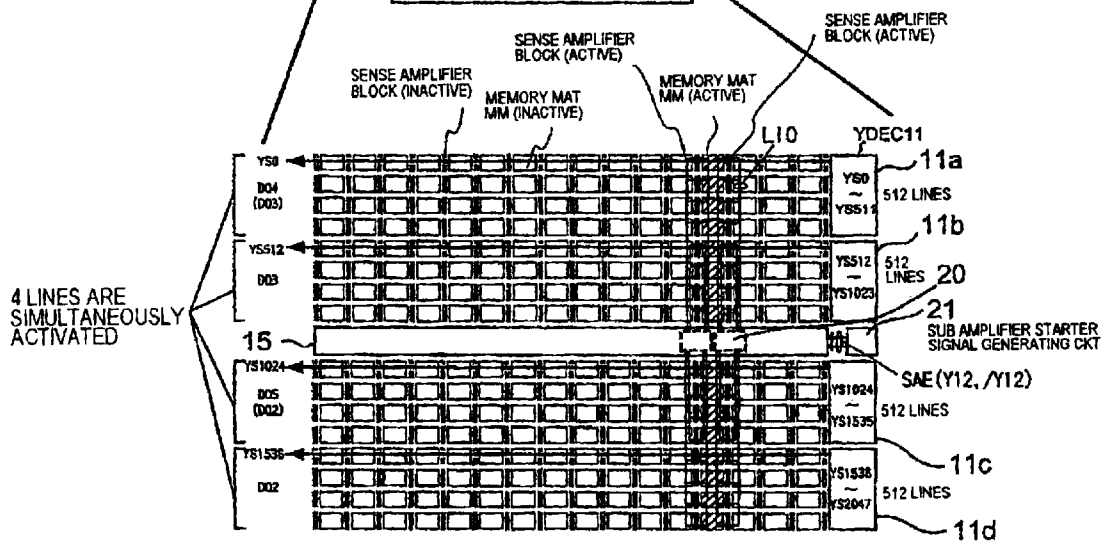 SENSE AMPLIFIER
BLOCK (ACTIVE)
SENSE AMPLIFIER
BLOCK (ACTIVE)
SENSE AMPLIFIER
BLOCK (INACTIVE)
MEMORY MAT
MM (INACTIVE)
MEMORY MAT
MM (ACTIVE)
LIO
YDEC11
YS0
DO4
(DO3)
YS0
~
YS511
512 LINES
11a
11b
YS512
DO3
YS512
~
YS1023
512
LINES
20
21
4 LINES ARE
SIMULTANEOUSLY
ACTIVATED
15
SUB AMPLIFIER STARTER
SIGNAL GENERATING CKT
SAE (Y12, /Y12)
YS1024
DO5
(DO2)
YS1024
~
YS1535
512 LINES
11c
YS1536
DO2
YS1536
~
YS2047
512 LINES
11d